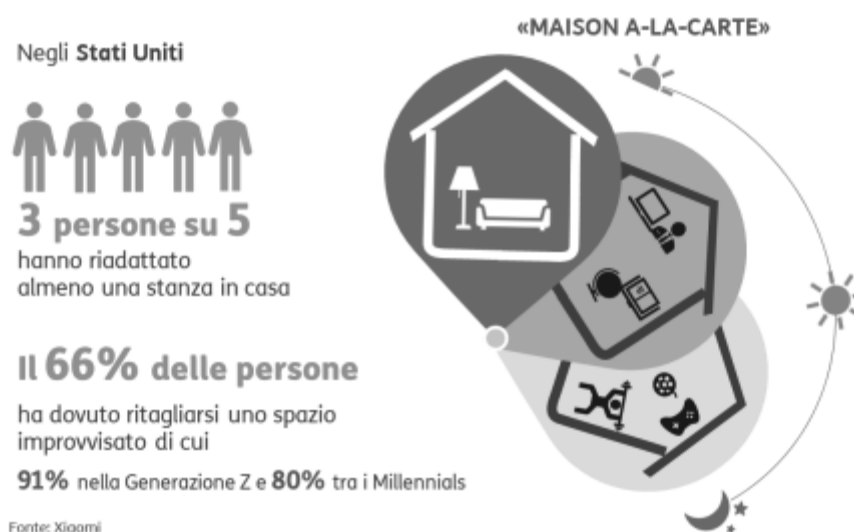 «MAISON A-LA-CARTE»
Negli Stati Uniti
3 persone su 5
hanno riadattato
almeno una stanza in casa
Il 66% delle persone
ha dovuto ritagliarsi uno spazio
improvvisato di cui
91% nella Generazione Z e 80% tra i Millennials
Fonte: Xiaomi